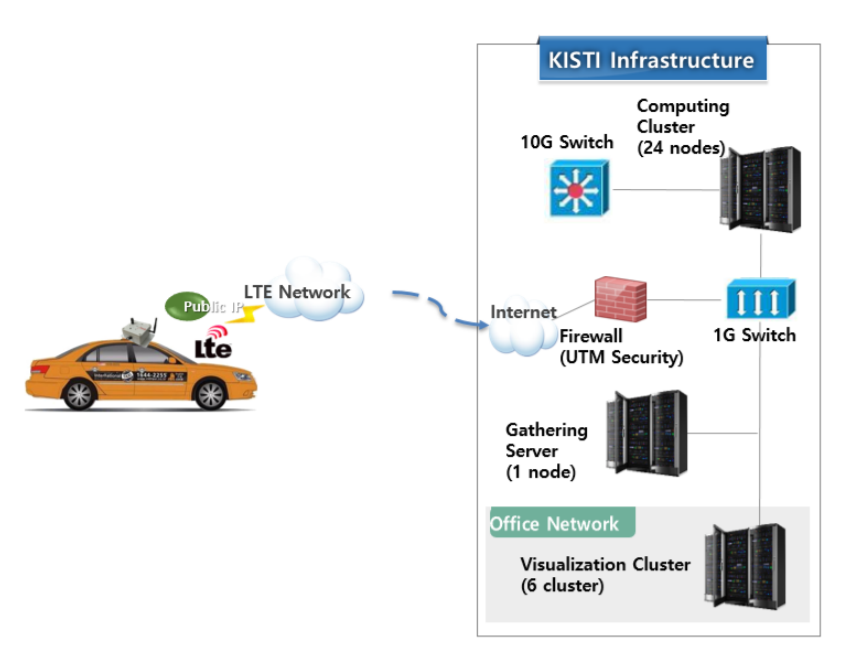 KISTI Infrastructure
Computing
Cluster
(24 nodes)
10G Switch
Public IP
LTE Network
Lte
Internet
Firewall
(UTM Security)
1G Switch
Gathering
Server
(1 node)
Office Network
Visualization Cluster
(6 cluster)